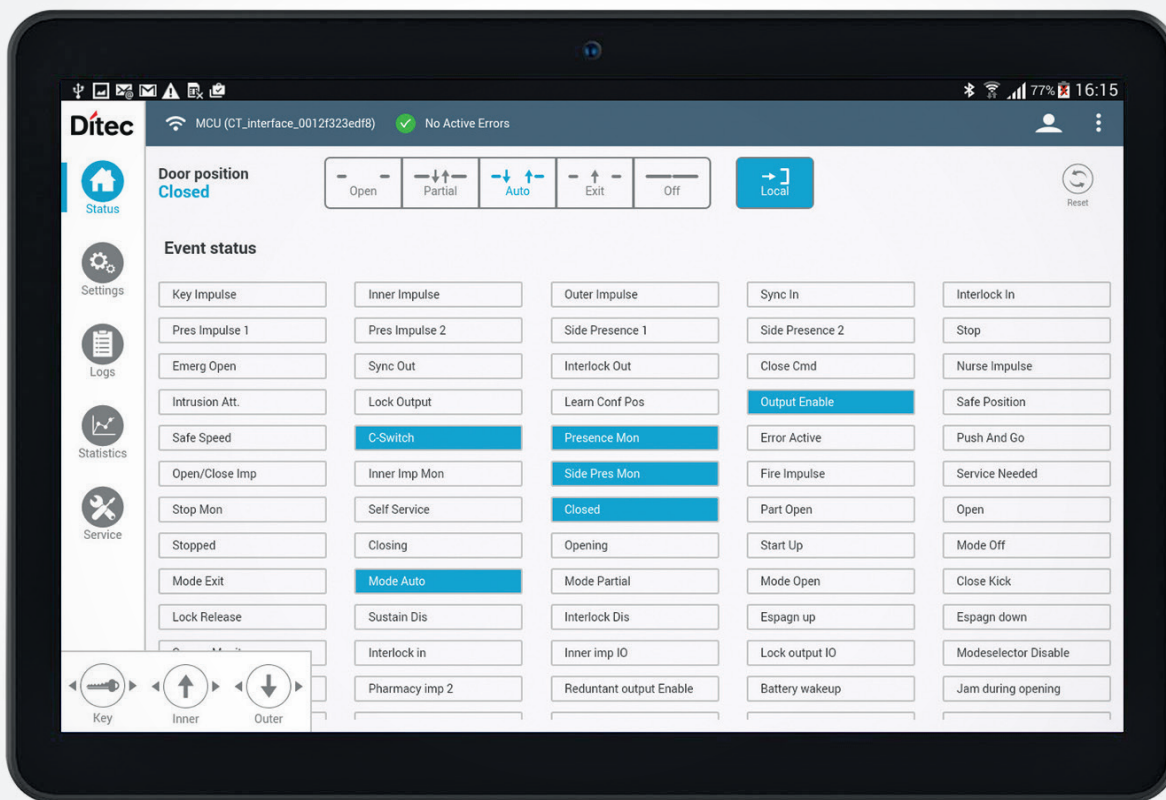 77% 16:15
Ditec MCU (CT_interface_0012f323edf8) No Active Errors
Door position
Closed
Open Partial Auto Exit Off
Local
Reset
Status
Event status
Settings
Key Impulse Inner Impulse Outer Impulse Sync In Interlock In
Pres Impulse 1 Pres Impulse 2 Side Presence 1 Side Presence 2 Stop
Logs
Emerg Open Sync Out Interlock Out Close Cmd Nurse Impulse
Intrusion Att. Lock Output Learn Conf Pos Output Enable Safe Position
Statistics
Safe Speed C-Switch Presence Mon Error Active Push And Go
Open/Close Imp Inner Imp Mon Side Pres Mon Fire Impulse Service Needed
Service
Stop Mon Self Service Closed Part Open Open
Stopped Closing Opening Start Up Mode Off
Mode Exit Mode Auto Mode Partial Mode Open Close Kick
Lock Release Sustain Dis Interlock Dis Espagn up Espagn down
Interlock in Inner imp IO Lock output IO Modeselector Disable
Pharmacy imp 2 Reduntant output Enable Battery wakeup Jam during opening
Key Inner Outer